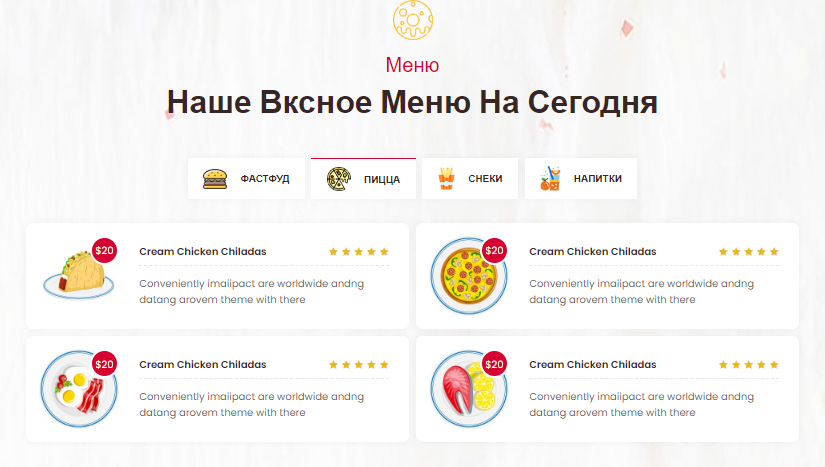 Меню
Наше Вксное Меню На Сегодня
ФАСТФУД
ПИЦЦА
СНЕКИ
НАПИТКИ
$20
Cream Chicken Chiladas
Conveniently imaiipact are worldwide andng
datang arovem theme with there
$20
Cream Chicken Chiladas
Conveniently imaiipact are worldwide andng
datang arovem theme with there
$20
Cream Chicken Chiladas
Conveniently imaiipact are worldwide andng
datang arovem theme with there
$20
Cream Chicken Chiladas
Conveniently imaiipact are worldwide andng
datang arovem theme with there